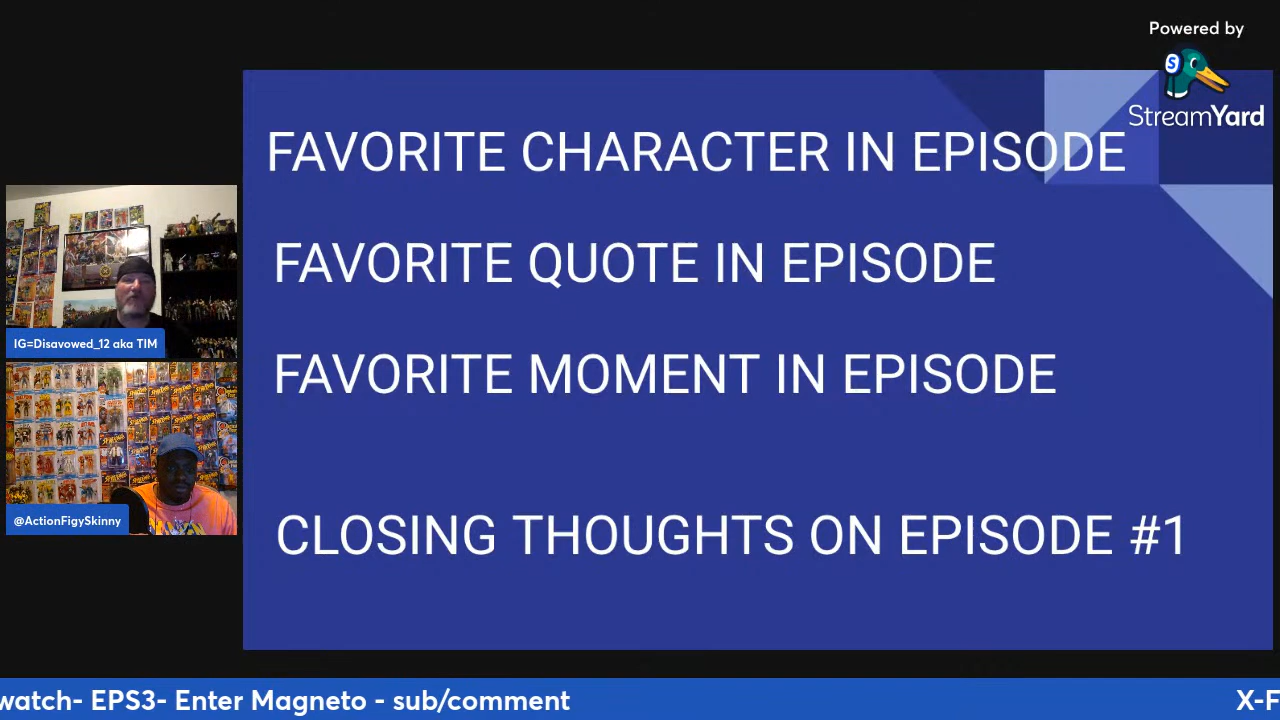 Powered by
StreamYard
FAVORITE CHARACTER IN EPISODE
FAVORITE QUOTE IN EPISODE
FAVORITE MOMENT IN EPISODE
CLOSING THOUGHTS ON EPISODE #1
IG=Disavowed_12 aka TIM
@ActionFigySkinny
watch- EPS3- Enter Magneto - sub/comment
X-F